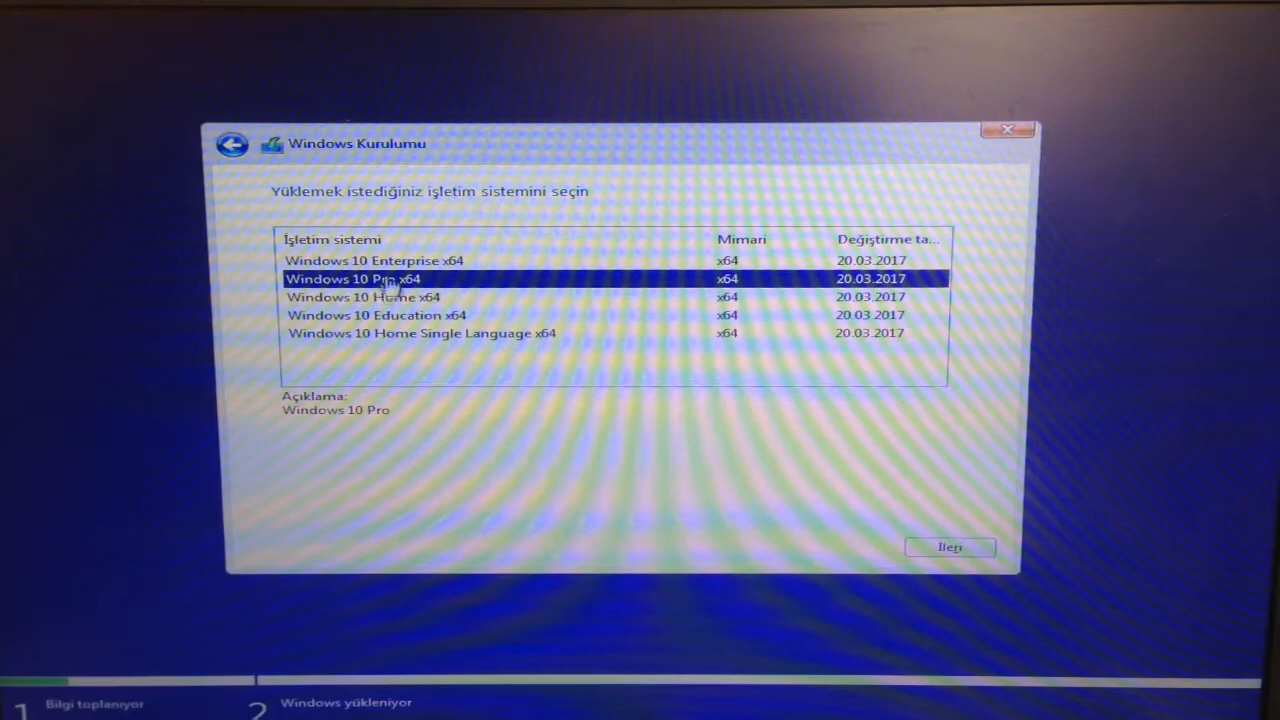 Windows Kurulumu
Yüklemek istediğiniz işletim sistemini seçin
İşletim sistemi Mimari Değiştirme ta...
Windows 10 Enterprise x64 x64 20.03.2017
Windows 10 Pro x64 x64 20.03.2017
Windows 10 Home x64 x64 20.03.2017
Windows 10 Education x64 x64 20.03.2017
Windows 10 Home Single Language x64 x64 20.03.2017
Açıklama:
Windows 10 Pro
İleri
1 Bilgi toplanıyor 2 Windows yükleniyor